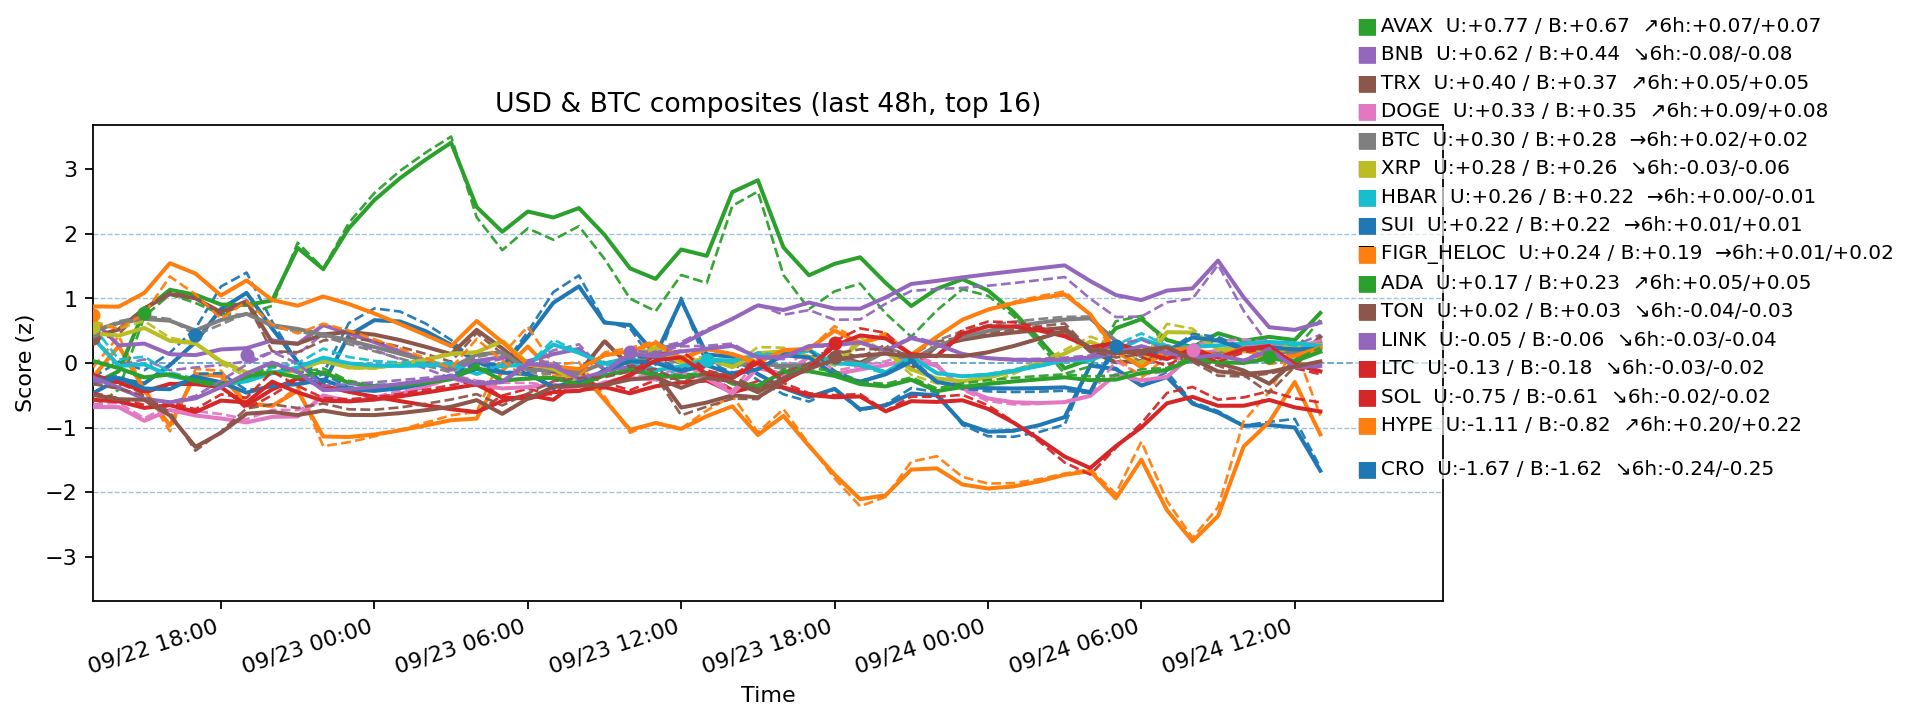 AVAX U:+0.77 / B:+0.67 ↗6h:+0.07/+0.07
BNB U:+0.62 / B:+0.44 ↘6h:-0.08/-0.08
TRX U:+0.40 / B:+0.37 ↗6h:+0.05/+0.05
DOGE U:+0.33 / B:+0.35 ↗6h:+0.09/+0.08
BTC U:+0.30 / B:+0.28 →6h:+0.02/+0.02
XRP U:+0.28 / B:+0.26 ↘6h:-0.03/-0.06
HBAR U:+0.26 / B:+0.22 →6h:+0.00/-0.01
SUI U:+0.22 / B:+0.22 →6h:+0.01/+0.01
FIGR_HELOC U:+0.24 / B:+0.19 →6h:+0.01/+0.02
ADA U:+0.17 / B:+0.23 ↗6h:+0.05/+0.05
TON U:+0.02 / B:+0.03 ↘6h:-0.04/-0.03
LINK U:-0.05 / B:-0.06 ↘6h:-0.03/-0.04
LTC U:-0.13 / B:-0.18 ↘6h:-0.03/-0.02
SOL U:-0.75 / B:-0.61 ↘6h:-0.02/-0.02
HYPE U:-1.11 / B:-0.82 ↗6h:+0.20/+0.22
CRO U:-1.67 / B:-1.62 ↘6h:-0.24/-0.25
USD & BTC composites (last 48h, top 16)
Score (z)
3
2
1
0
−1
−2
−3
09/22 18:00
09/23 00:00
09/23 06:00
09/23 12:00
09/23 18:00
09/24 00:00
09/24 06:00
09/24 12:00
Time